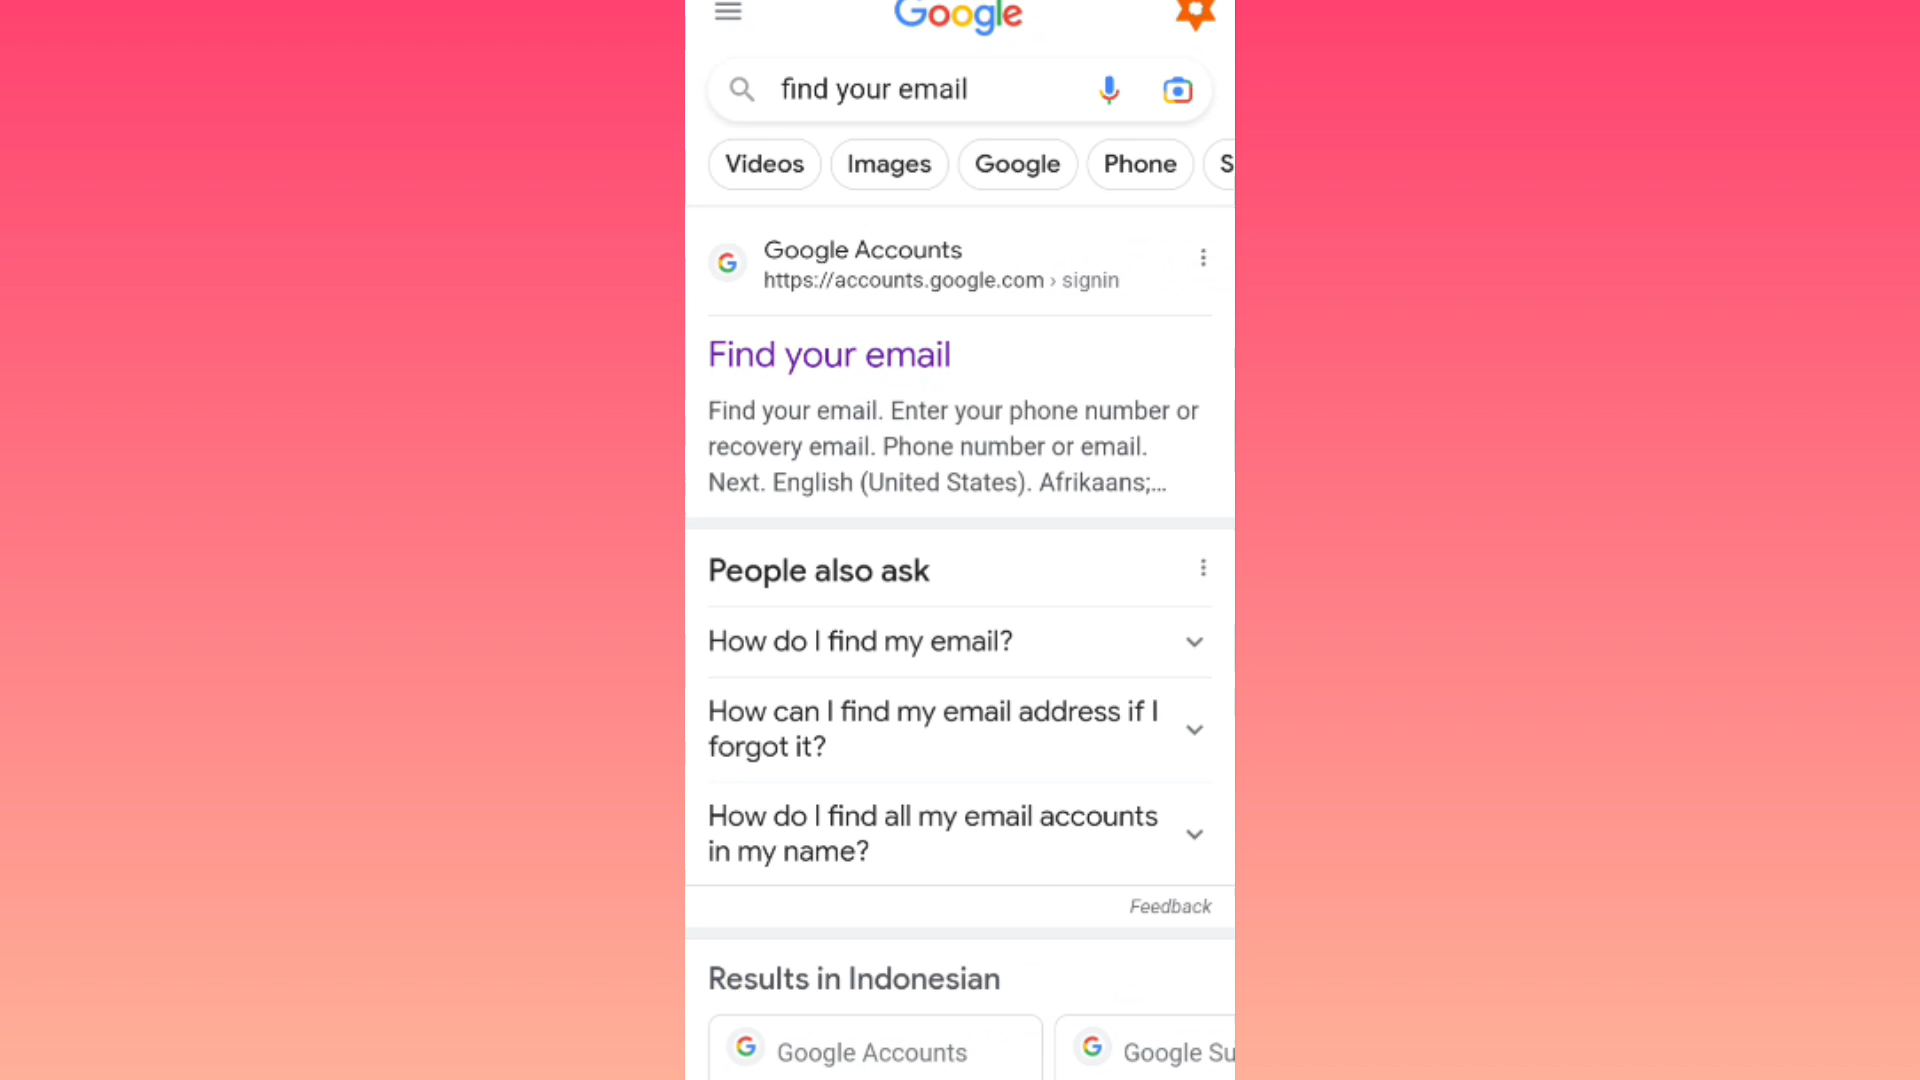 Google
find your email
Videos Images Google Phone S
Google Accounts
https://accounts.google.com › signin
Find your email
Find your email. Enter your phone number or
recovery email. Phone number or email.
Next. English (United States). Afrikaans;...
People also ask
How do I find my email?
How can I find my email address if I
forgot it?
How do I find all my email accounts
in my name?
Feedback
Results in Indonesian
Google Accounts Google Su